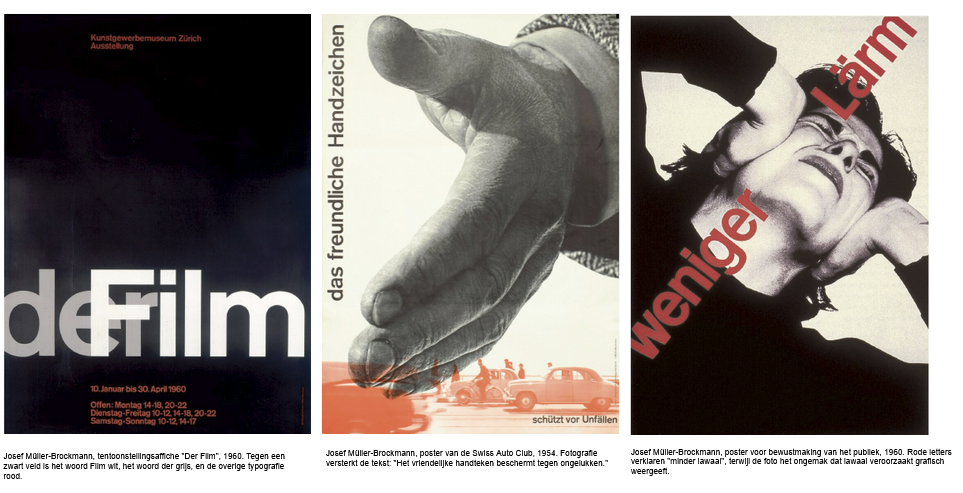 Kunstgewerbemuseum Zürich
Ausstellung
der Film
10. Januar bis 30. April 1960
Offen: Montag 14-18, 20-22
Dienstag-Freitag 10-12, 14-18, 20-22
Samstag-Sonntag 10-12, 14-17
das freundliche Handzeichen
schützt vor Unfällen
weniger Lärm
Josef Müller-Brockmann, tentoonstellingsaffiche "Der Film", 1960. Tegen een
zwart veld is het woord Film wit, het woord der grijs, en de overige typografie
rood.
Josef Müller-Brockmann, poster van de Swiss Auto Club, 1954. Fotografie
versterkt de tekst: "Het vriendelijke handteken beschermt tegen ongelukken."
Josef Müller-Brockmann, poster voor bewustmaking van het publiek, 1960. Rode letters
verklaren "minder lawaai", terwijl de foto het ongemak dat lawaai veroorzaakt grafisch
weergeeft.